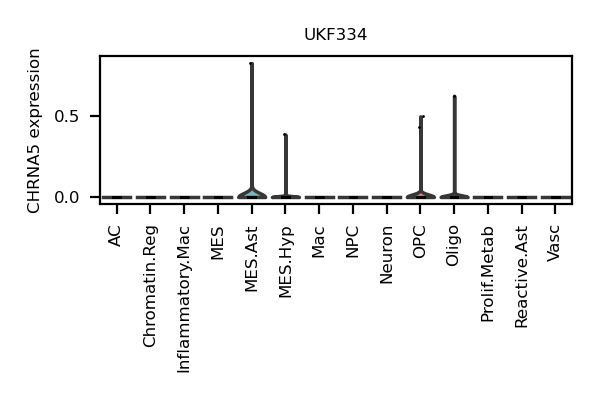 UKF334
CHRNA5 expression
0.5
0.0
AC
Chromatin.Reg
Inflammatory.Mac
MES
MES.Ast
MES.Hyp
Mac
NPC
Neuron
OPC
Oligo
Prolif.Metab
Reactive.Ast
Vasc